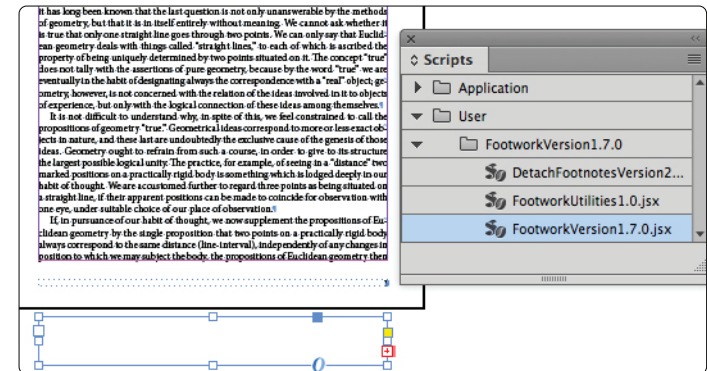 it has long been known that the last question is not only unanswerable by the methods
of geometry, but that it is in itself entirely without meaning. We cannot ask whether it
is true that only one straight line goes through two points. We can only say that Euclid-
ean geometry deals with things called "straight lines," to each of which is ascribed the
property of being uniquely determined by two points situated on it. The concept "true"
does not tally with the assertions of pure geometry, because by the word "true" we are
eventually in the habit of designating always the correspondence with a "real" object; ge-
ometry, however, is not concerned with the relation of the ideas involved in it to objects
of experience, but only with the logical connection of these ideas among themselves.
It is not difficult to understand why, in spite of this, we feel constrained to call the
propositions of geometry "true." Geometrical ideas correspond to more or less exact ob-
jects in nature, and these last are undoubtedly the exclusive cause of the genesis of those
ideas. Geometry ought to refrain from such a course, in order to give to its structure
the largest possible logical unity. The practice, for example, of seeing in a "distance" two
marked positions on a practically rigid body is something which is lodged deeply in our
habit of thought. We are accustomed further to regard three points as being situated on
a straight line, if their apparent positions can be made to coincide for observation with
one eye, under suitable choice of our place of observation.
If, in pursuance of our habit of thought, we now supplement the propositions of Eu-
clidean geometry by the single proposition that two points on a practically rigid body
always correspond to the same distance (line-interval), independently of any changes in
position to which we may subject the body, the propositions of Euclidean geometry then
Scripts
Application
User
FootworkVersion1.7.0
DetachFootnotesVersion2...
FootworkUtilities1.0.jsx
FootworkVersion1.7.0.jsx